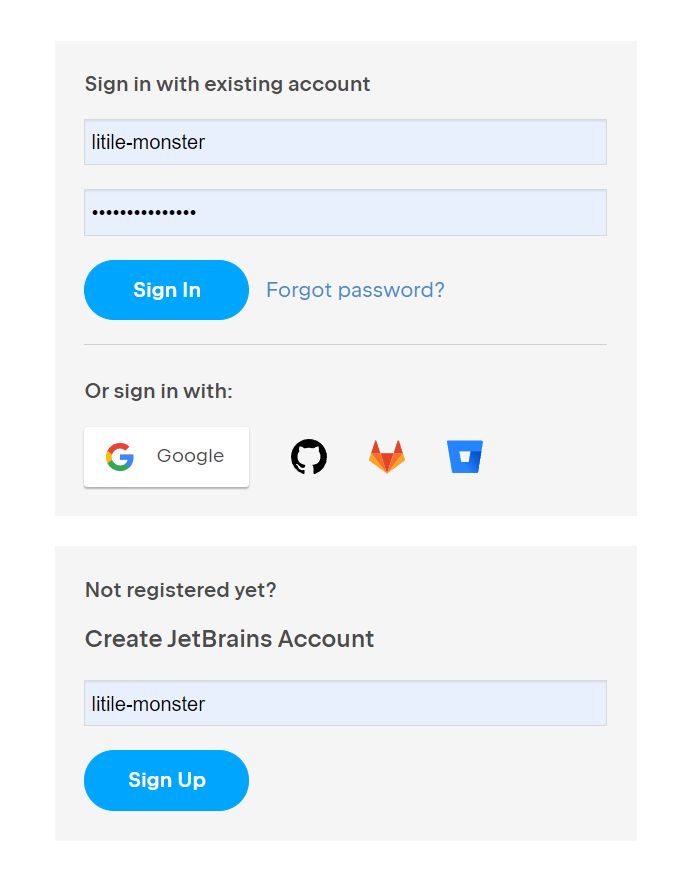 Sign in with existing account
litile-monster
•••••••••••••••
Sign In Forgot password?
Or sign in with:
Google
Not registered yet?
Create JetBrains Account
litile-monster
Sign Up